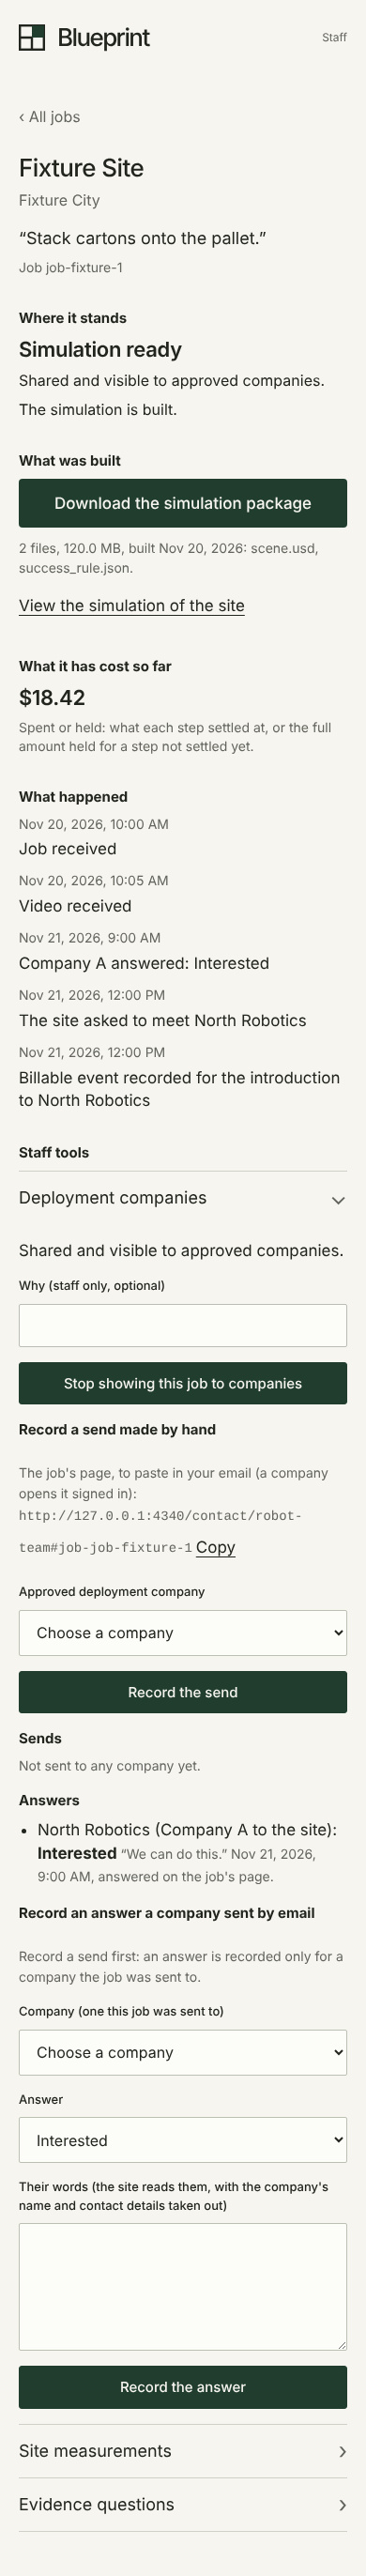 Blueprint
Staff
‹ All jobs
Fixture Site
Fixture City
“Stack cartons onto the pallet.”
Job job-fixture-1
Where it stands
Simulation ready
Shared and visible to approved companies.
The simulation is built.
What was built
Download the simulation package
2 files, 120.0 MB, built Nov 20, 2026: scene.usd,
success_rule.json.
View the simulation of the site
What it has cost so far
$18.42
Spent or held: what each step settled at, or the full
amount held for a step not settled yet.
What happened
Nov 20, 2026, 10:00 AM
Job received
Nov 20, 2026, 10:05 AM
Video received
Nov 21, 2026, 9:00 AM
Company A answered: Interested
Nov 21, 2026, 12:00 PM
The site asked to meet North Robotics
Nov 21, 2026, 12:00 PM
Billable event recorded for the introduction
to North Robotics
Staff tools
Deployment companies
Shared and visible to approved companies.
Why (staff only, optional)
Stop showing this job to companies
Record a send made by hand
The job's page, to paste in your email (a company
opens it signed in):
http://127.0.0.1:4340/contact/robot-
team#job-job-fixture-1 Copy
Approved deployment company
Choose a company
Record the send
Sends
Not sent to any company yet.
Answers
• North Robotics (Company A to the site):
Interested “We can do this.” Nov 21, 2026,
9:00 AM, answered on the job's page.
Record an answer a company sent by email
Record a send first: an answer is recorded only for a
company the job was sent to.
Company (one this job was sent to)
Choose a company
Answer
Interested
Their words (the site reads them, with the company's
name and contact details taken out)
Record the answer
Site measurements
Evidence questions